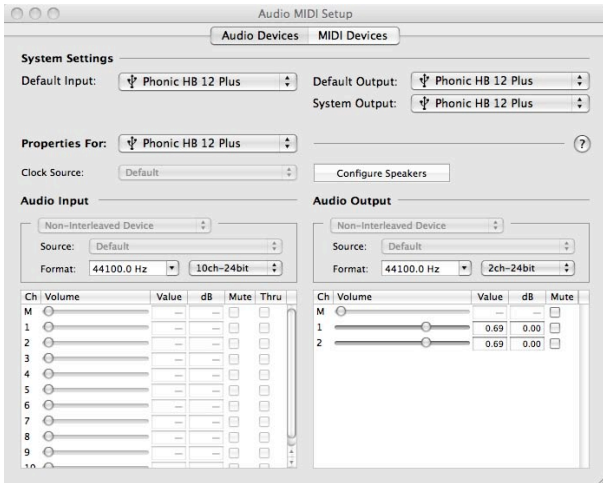 Audio MIDI Setup
Audio Devices MIDI Devices
System Settings
Default Input: Phonic HB 12 Plus
Default Output: Phonic HB 12 Plus
System Output: Phonic HB 12 Plus
Properties For: Phonic HB 12 Plus ?
Clock Source: Default
Configure Speakers
Audio Input
Non-Interleaved Device
Source: Default
Format: 44100.0 Hz 10ch-24bit
Ch Volume Value dB Mute Thru
M — —
1 — —
2 — —
3 — —
4 — —
5 — —
6 — —
7 — —
8 — —
9 — —
10
Audio Output
Non-Interleaved Device
Source: Default
Format: 44100.0 Hz 2ch-24bit
Ch Volume Value dB Mute
M — —
1 0.69 0.00
2 0.69 0.00